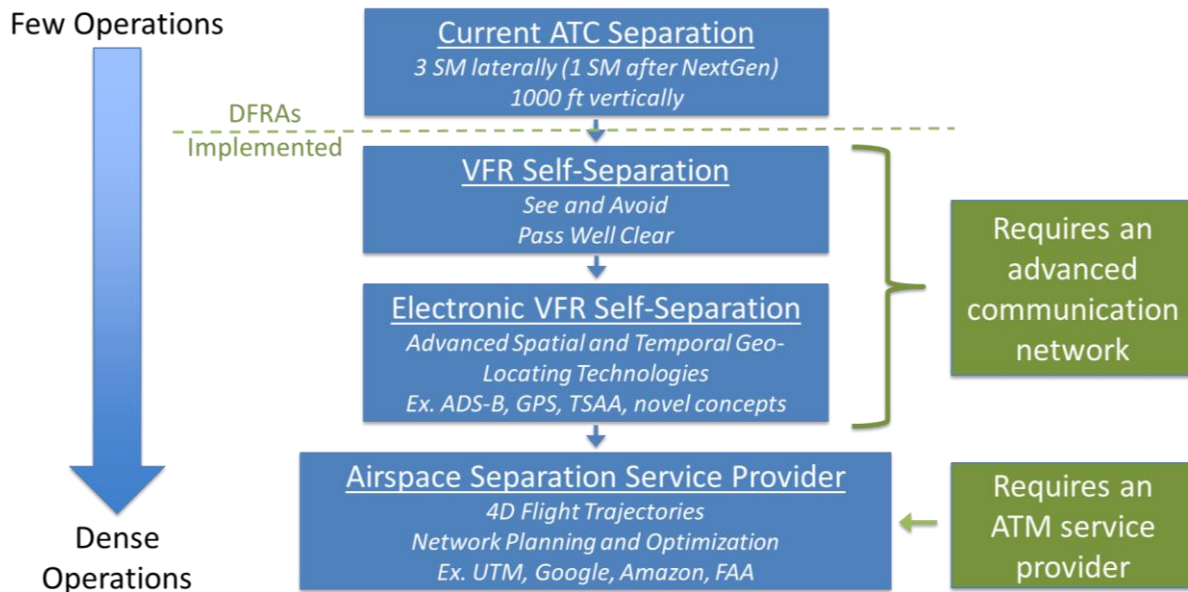 Few Operations
Current ATC Separation
3 SM laterally (1 SM after NextGen)
1000 ft vertically
DFRAs
Implemented
VFR Self-Separation
See and Avoid
Pass Well Clear
Requires an
advanced
communication
network
Electronic VFR Self-Separation
Advanced Spatial and Temporal Geo-
Locating Technologies
Ex. ADS-B, GPS, TSAA, novel concepts
Airspace Separation Service Provider
4D Flight Trajectories
Network Planning and Optimization
Ex. UTM, Google, Amazon, FAA
Requires an
ATM service
provider
Dense
Operations